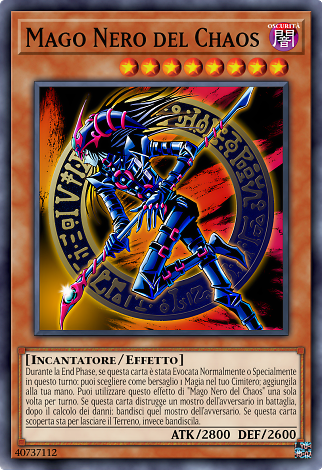 Mago Nero del Chaos
OSCURITÀ
闇
[Incantatore/Effetto]
Durante la End Phase, se questa carta è stata Evocata Normalmente o Specialmente
in questo turno: puoi scegliere come bersaglio 1 Magia nel tuo Cimitero; aggiungila
alla tua mano. Puoi utilizzare questo effetto di "Mago Nero del Chaos" una sola
volta per turno. Se questa carta distrugge un mostro dell'avversario in battaglia,
dopo il calcolo dei danni: bandisci quel mostro dell'avversario. Se questa carta
scoperta sta per lasciare il Terreno, invece bandiscila.
ATK/2800 DEF/2600
40737112